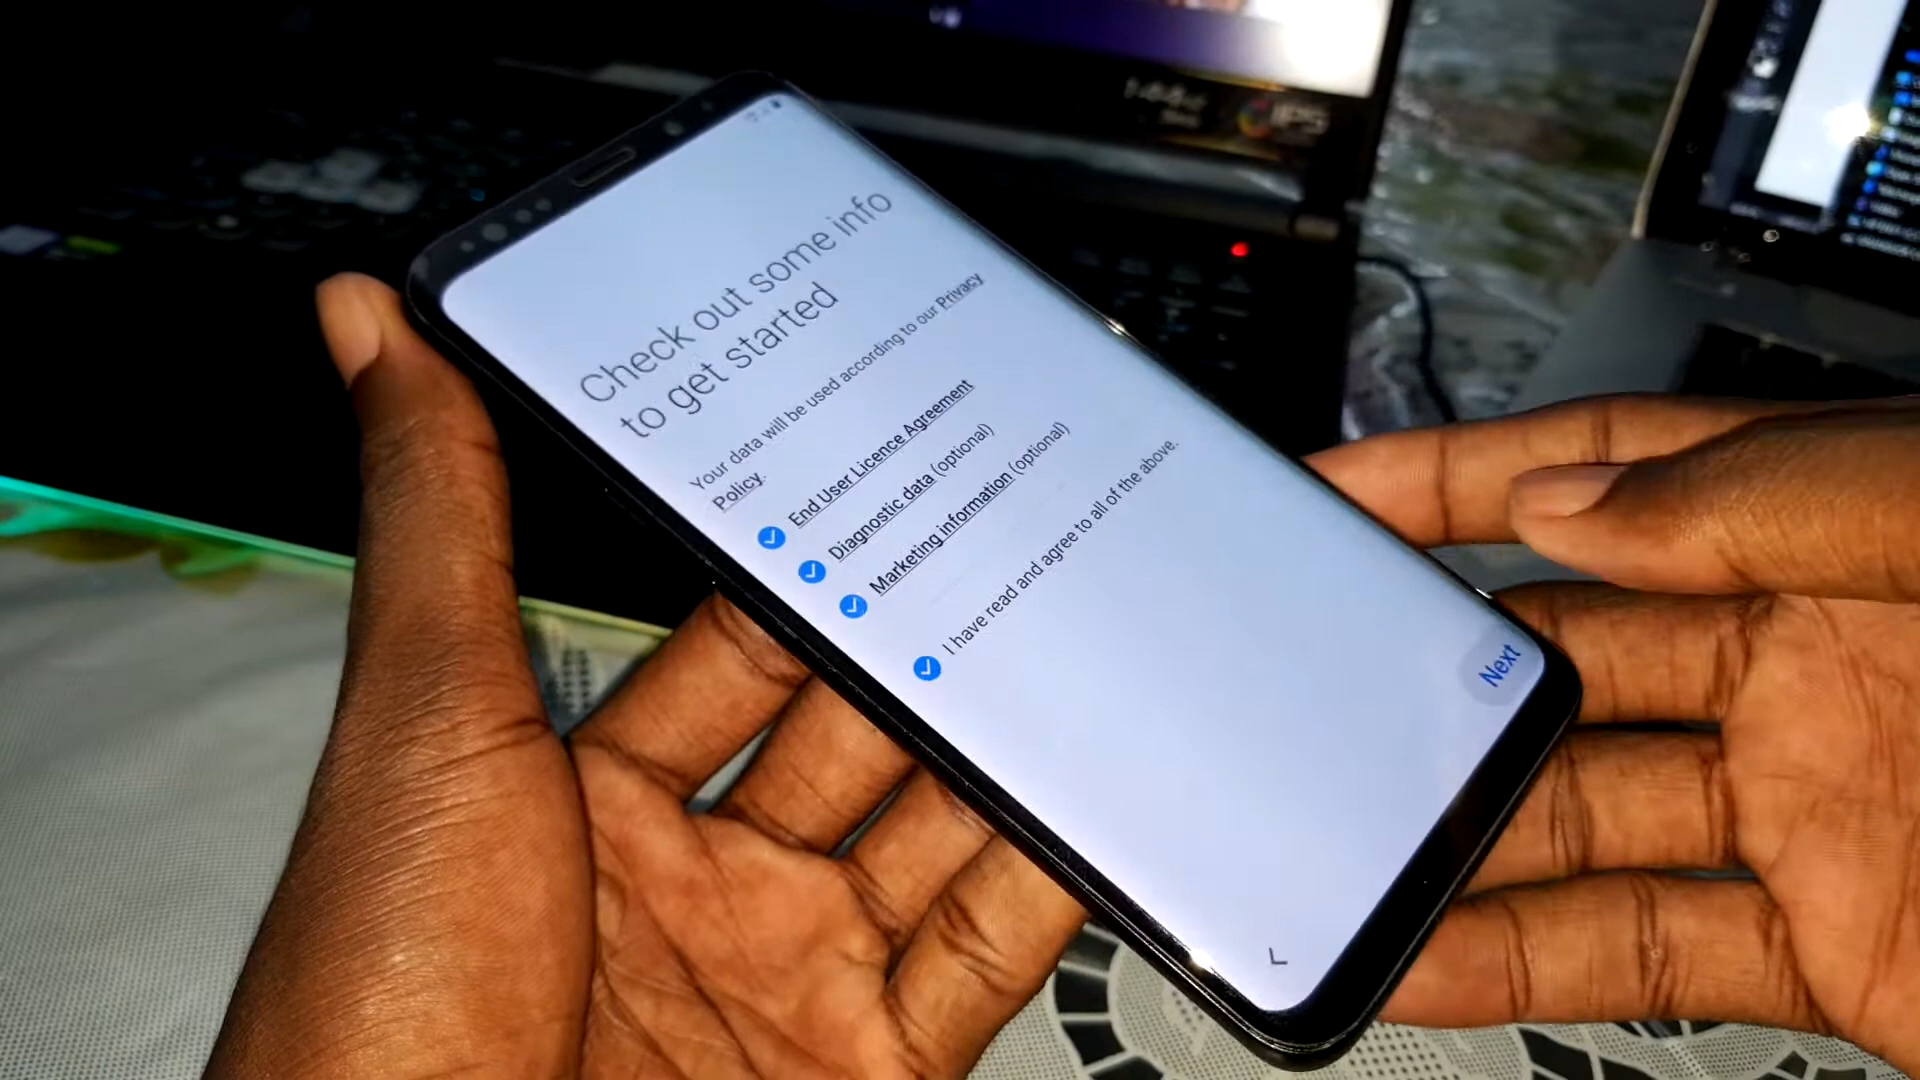 Check out some info
to get started
Your data will be used according to our Privacy
Policy.
End User Licence Agreement
Diagnostic data (optional)
Marketing information (optional)
I have read and agree to all of the above.
Next
IPS